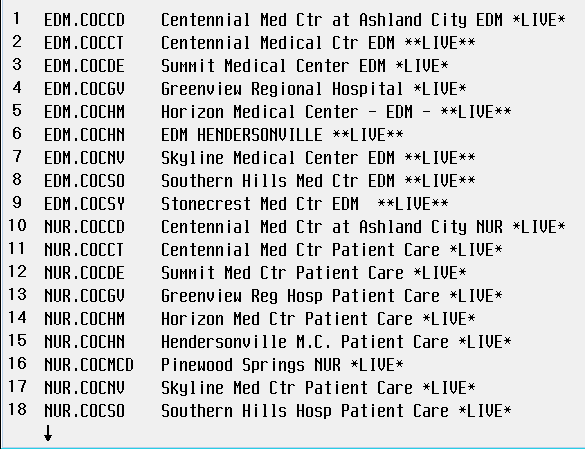 1 EDM.COCCD Centennial Med Ctr at Ashland City EDM *LIVE*
2 EDM.COCCT Centennial Medical Ctr EDM **LIVE**
3 EDM.COCDE Summit Medical Center EDM *LIVE*
4 EDM.COCGV Greenview Regional Hospital *LIVE*
5 EDM.COCHM Horizon Medical Center - EDM - **LIVE**
6 EDM.COCHN EDM HENDERSONVILLE **LIVE**
7 EDM.COCNV Skyline Medical Center EDM **LIVE**
8 EDM.COCSO Southern Hills Med Ctr EDM **LIVE**
9 EDM.COCSY Stonecrest Med Ctr EDM  **LIVE**
10 NUR.COCCD Centennial Med Ctr at Ashland City NUR *LIVE*
11 NUR.COCCT Centennial Med Ctr Patient Care *LIVE*
12 NUR.COCDE Summit Med Ctr Patient Care *LIVE*
13 NUR.COCGV Greenview Reg Hosp Patient Care *LIVE*
14 NUR.COCHM Horizon Med Ctr Patient Care *LIVE*
15 NUR.COCHN Hendersonville M.C. Patient Care *LIVE*
16 NUR.COCMCD Pinewood Springs NUR *LIVE*
17 NUR.COCNV Skyline Med Ctr Patient Care *LIVE*
18 NUR.COCSO Southern Hills Hosp Patient Care *LIVE*